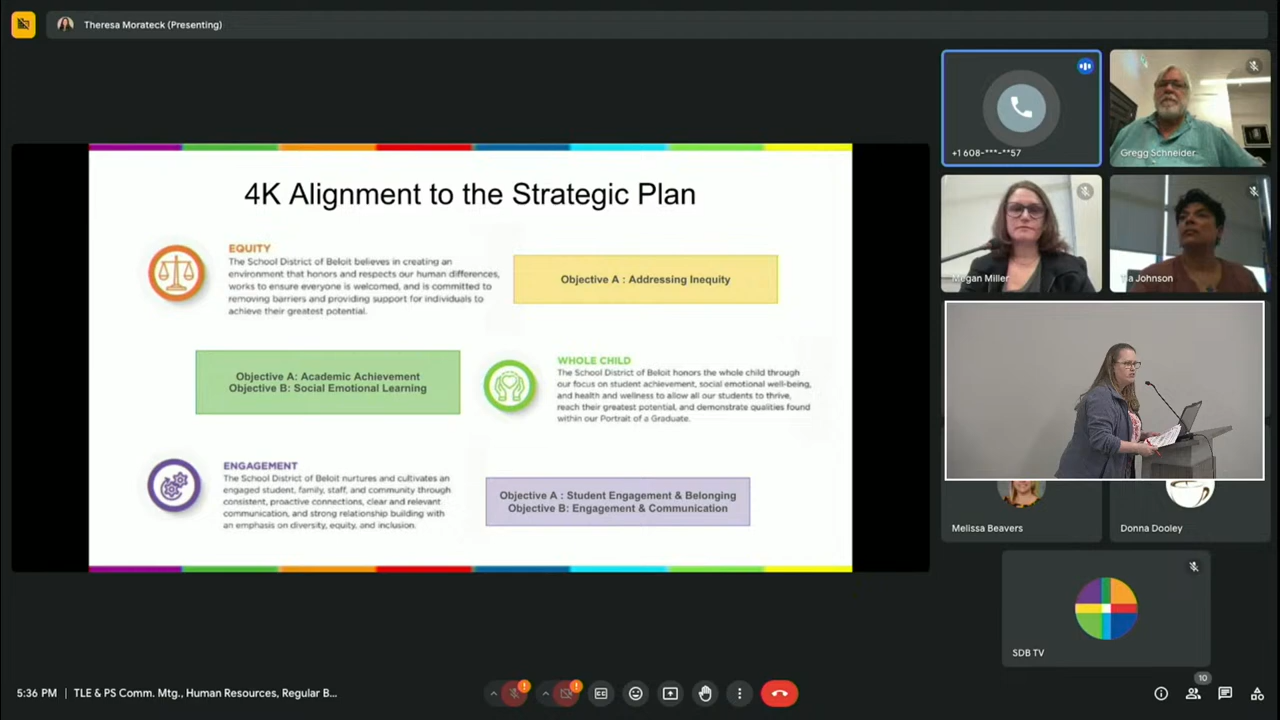 Theresa Morateck (Presenting)
4K Alignment to the Strategic Plan
EQUITY
The School District of Beloit believes in creating an
environment that honors and respects our human differences,
works to ensure everyone is welcomed, and is committed to
removing barriers and providing support for individuals to
achieve their greatest potential.
Objective A : Addressing Inequity
Objective A: Academic Achievement
Objective B: Social Emotional Learning
WHOLE CHILD
The School District of Beloit honors the whole child through
our focus on student achievement, social emotional well-being,
and health and wellness to allow all our students to thrive,
reach their greatest potential, and demonstrate qualities found
within our Portrait of a Graduate.
ENGAGEMENT
The School District of Beloit nurtures and cultivates an
engaged student, family, staff, and community through
consistent, proactive connections, clear and relevant
communication, and strong relationship building with
an emphasis on diversity, equity, and inclusion.
Objective A : Student Engagement & Belonging
Objective B: Engagement & Communication
+1 608-***-**57
Gregg Schneider
Megan Miller
Johnson
Melissa Beavers
Donna Dooley
SDB TV
5:36 PM | TLE & PS Comm. Mtg., Human Resources, Regular B...
CC
10